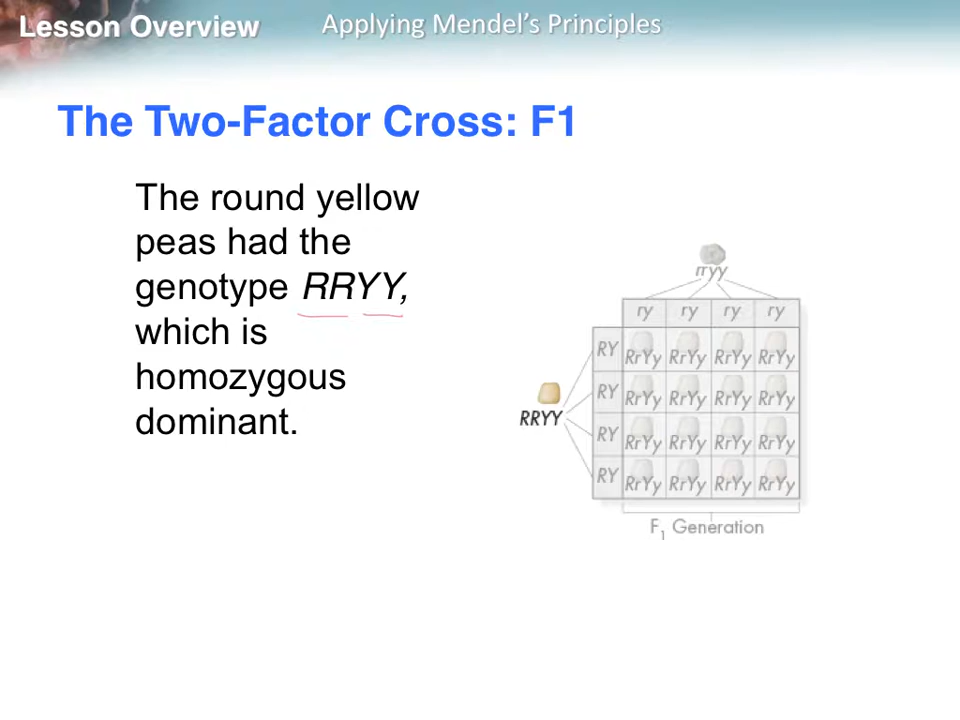 Lesson Overview Applying Mendel's Principles
The Two-Factor Cross: F1
The round yellow
peas had the
genotype RRYY,
which is
homozygous
dominant.
rryy
ry ry ry ry
RY RrYy RrYy RrYy RrYy
RY RrYy RrYy RrYy RrYy
RRYY
RY RrYy RrYy RrYy RrYy
RY RrYy RrYy RrYy RrYy
F1 Generation